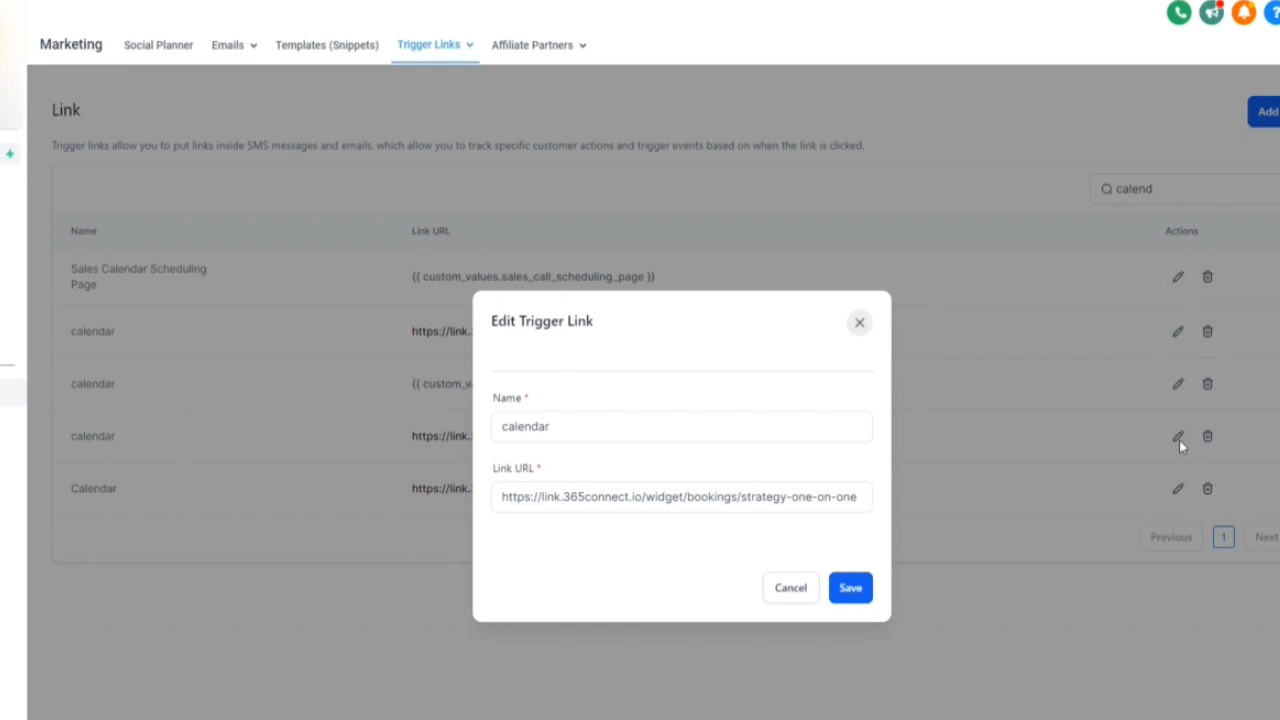 Marketing Social Planner Emails Templates (Snippets) Trigger Links Affiliate Partners
Link
Add
Trigger links allow you to put links inside SMS messages and emails, which allow you to track specific customer actions and trigger events based on when the link is clicked.
calend
Name Link URL Actions
Sales Calendar Scheduling
Page
{{ custom_values.sales_call_scheduling_page }}
calendar https://link.
calendar {{ custom_v
calendar https://link.
Calendar https://link.
Previous 1 Next
Edit Trigger Link
Name *
calendar
Link URL *
https://link.365connect.io/widget/bookings/strategy-one-on-one
Cancel Save